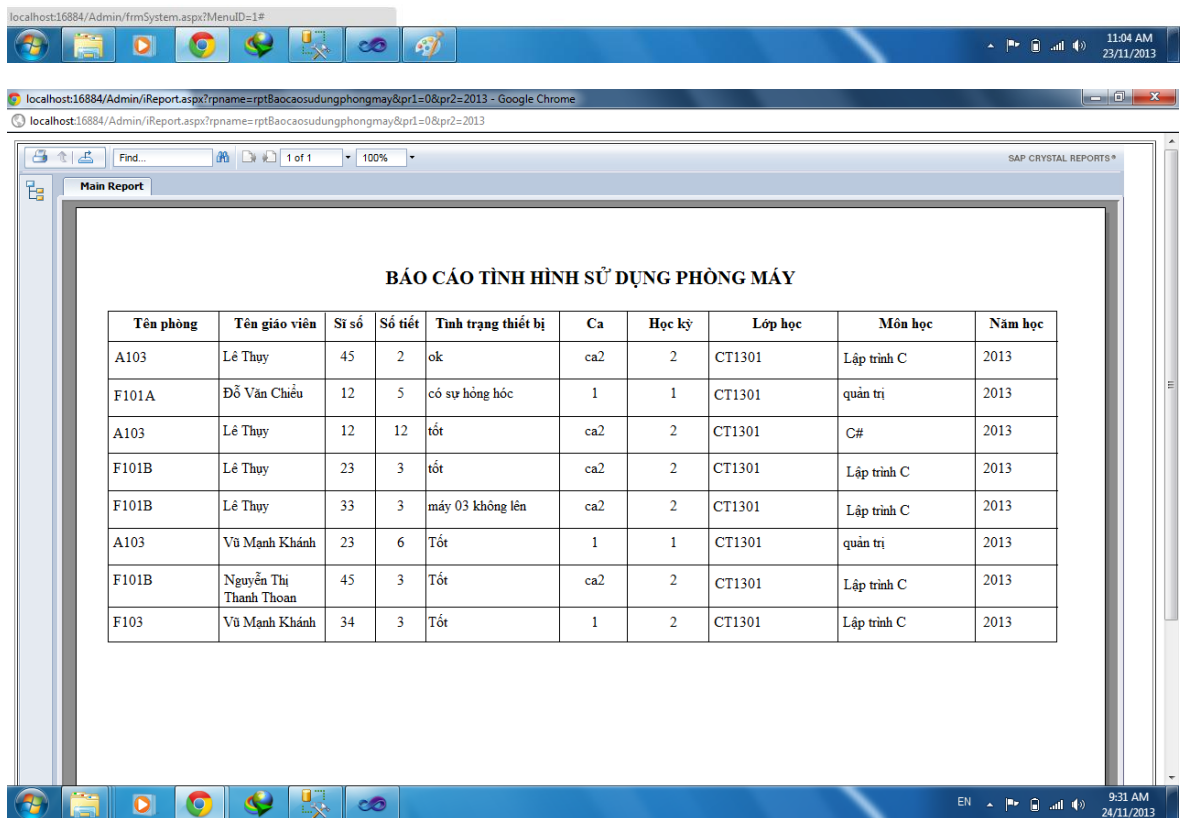 localhost:16884/Admin/frmSystem.aspx?MenuID=1#
11:04 AM
23/11/2013
localhost:16884/Admin/iReport.aspx?rpname=rptBaocaosudungphongmay&pr1=0&pr2=2013 - Google Chrome
localhost:16884/Admin/iReport.aspx?rpname=rptBaocaosudungphongmay&pr1=0&pr2=2013
Find... 1 of 1 100% SAP CRYSTAL REPORTS®
Main Report
BÁO CÁO TÌNH HÌNH SỬ DỤNG PHÒNG MÁY
Tên phòng Tên giáo viên Sĩ số Số tiết Tình trạng thiết bị Ca Học kỳ Lớp học Môn học Năm học
A103 Lê Thụy 45 2 ok ca2 2 CT1301 Lập trình C 2013
F101A Đỗ Văn Chiểu 12 5 có sự hỏng hóc 1 1 CT1301 quản trị 2013
A103 Lê Thụy 12 12 tốt ca2 2 CT1301 C# 2013
F101B Lê Thụy 23 3 tốt ca2 2 CT1301 Lập trình C 2013
F101B Lê Thụy 33 3 máy 03 không lên ca2 2 CT1301 Lập trình C 2013
A103 Vũ Mạnh Khánh 23 6 Tốt 1 1 CT1301 quản trị 2013
F101B Nguyễn Thị 45 3 Tốt ca2 2 CT1301 Lập trình C 2013
Thanh Thoan
F103 Vũ Mạnh Khánh 34 3 Tốt 1 2 CT1301 Lập trình C 2013
EN
9:31 AM
24/11/2013